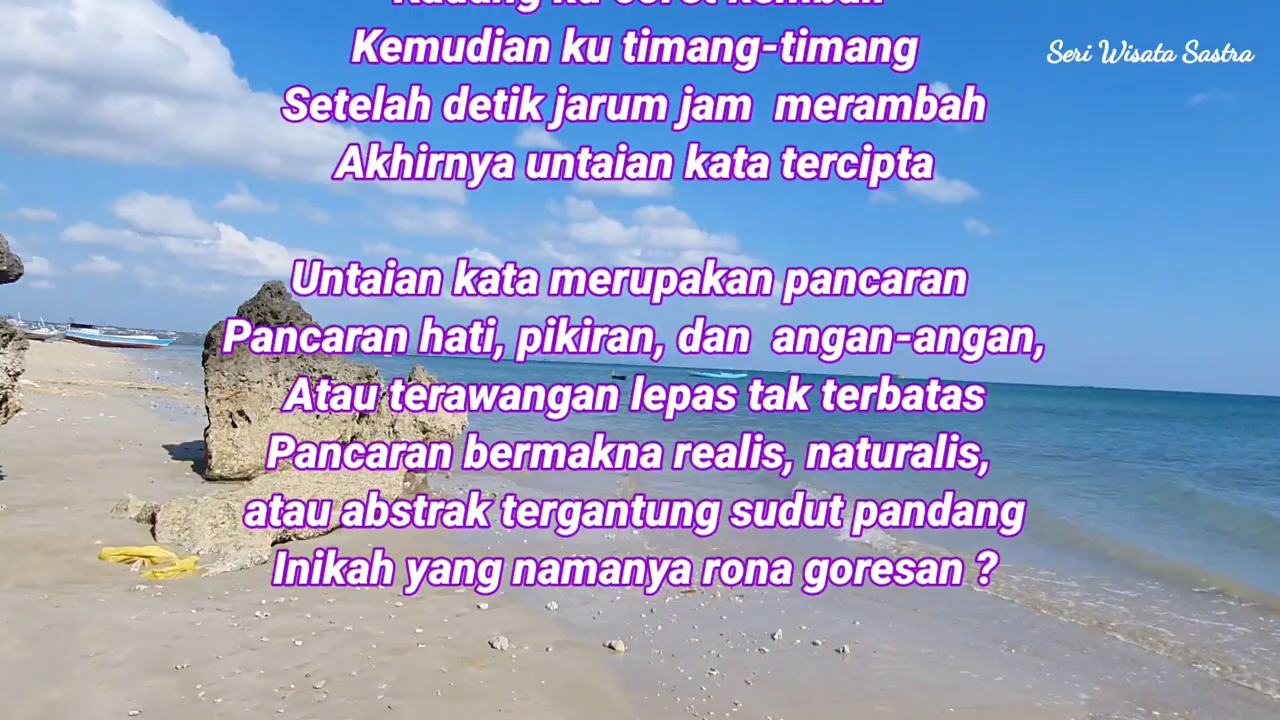 Seri Wisata Sastra
Kemudian ku timang-timang
Setelah detik jarum jam  merambah
Akhirnya untaian kata tercipta
Untaian kata merupakan pancaran
Pancaran hati, pikiran, dan  angan-angan,
Atau terawangan lepas tak terbatas
Pancaran bermakna realis, naturalis,
atau abstrak tergantung sudut pandang
Inikah yang namanya rona goresan ?